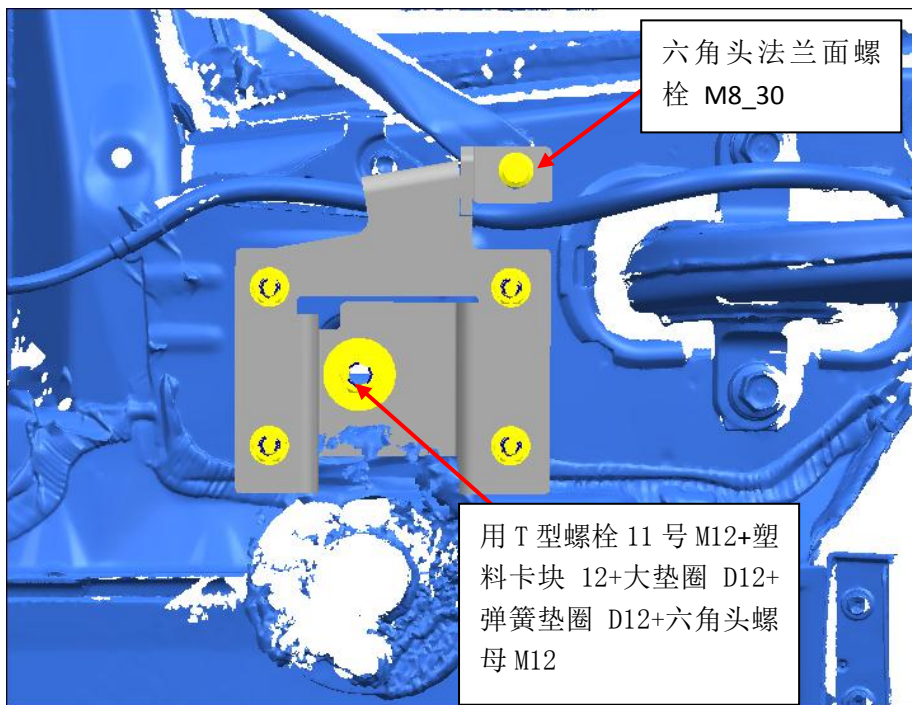 六角头法兰面螺
栓 M8_30
用 T 型螺栓 11 号 M12+塑
料卡块 12+大垫圈 D12+
弹簧垫圈 D12+六角头螺
母 M12